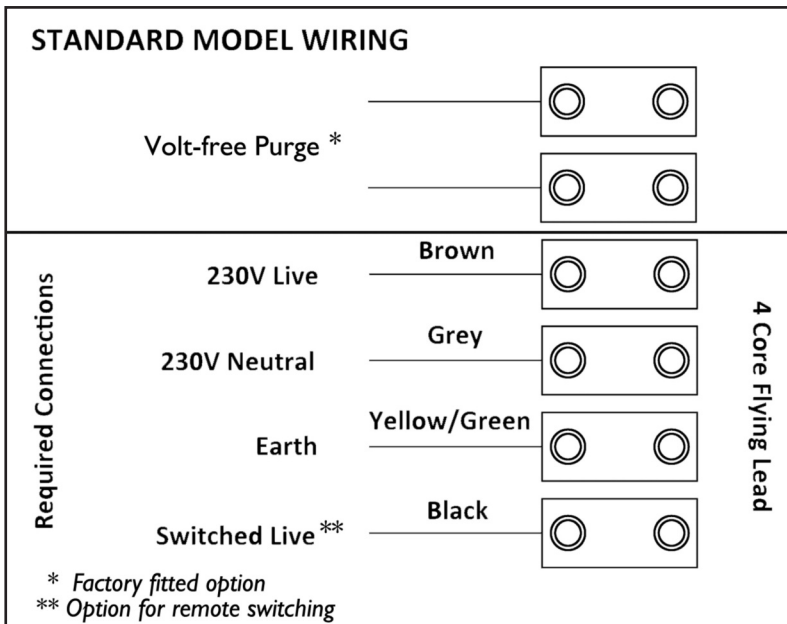 STANDARD MODEL WIRING
Volt-free Purge *
Required Connections
230V Live
Brown
230V Neutral
Grey
Earth
Yellow/Green
Switched Live **
Black
4 Core Flying Lead
* Factory fitted option
** Option for remote switching